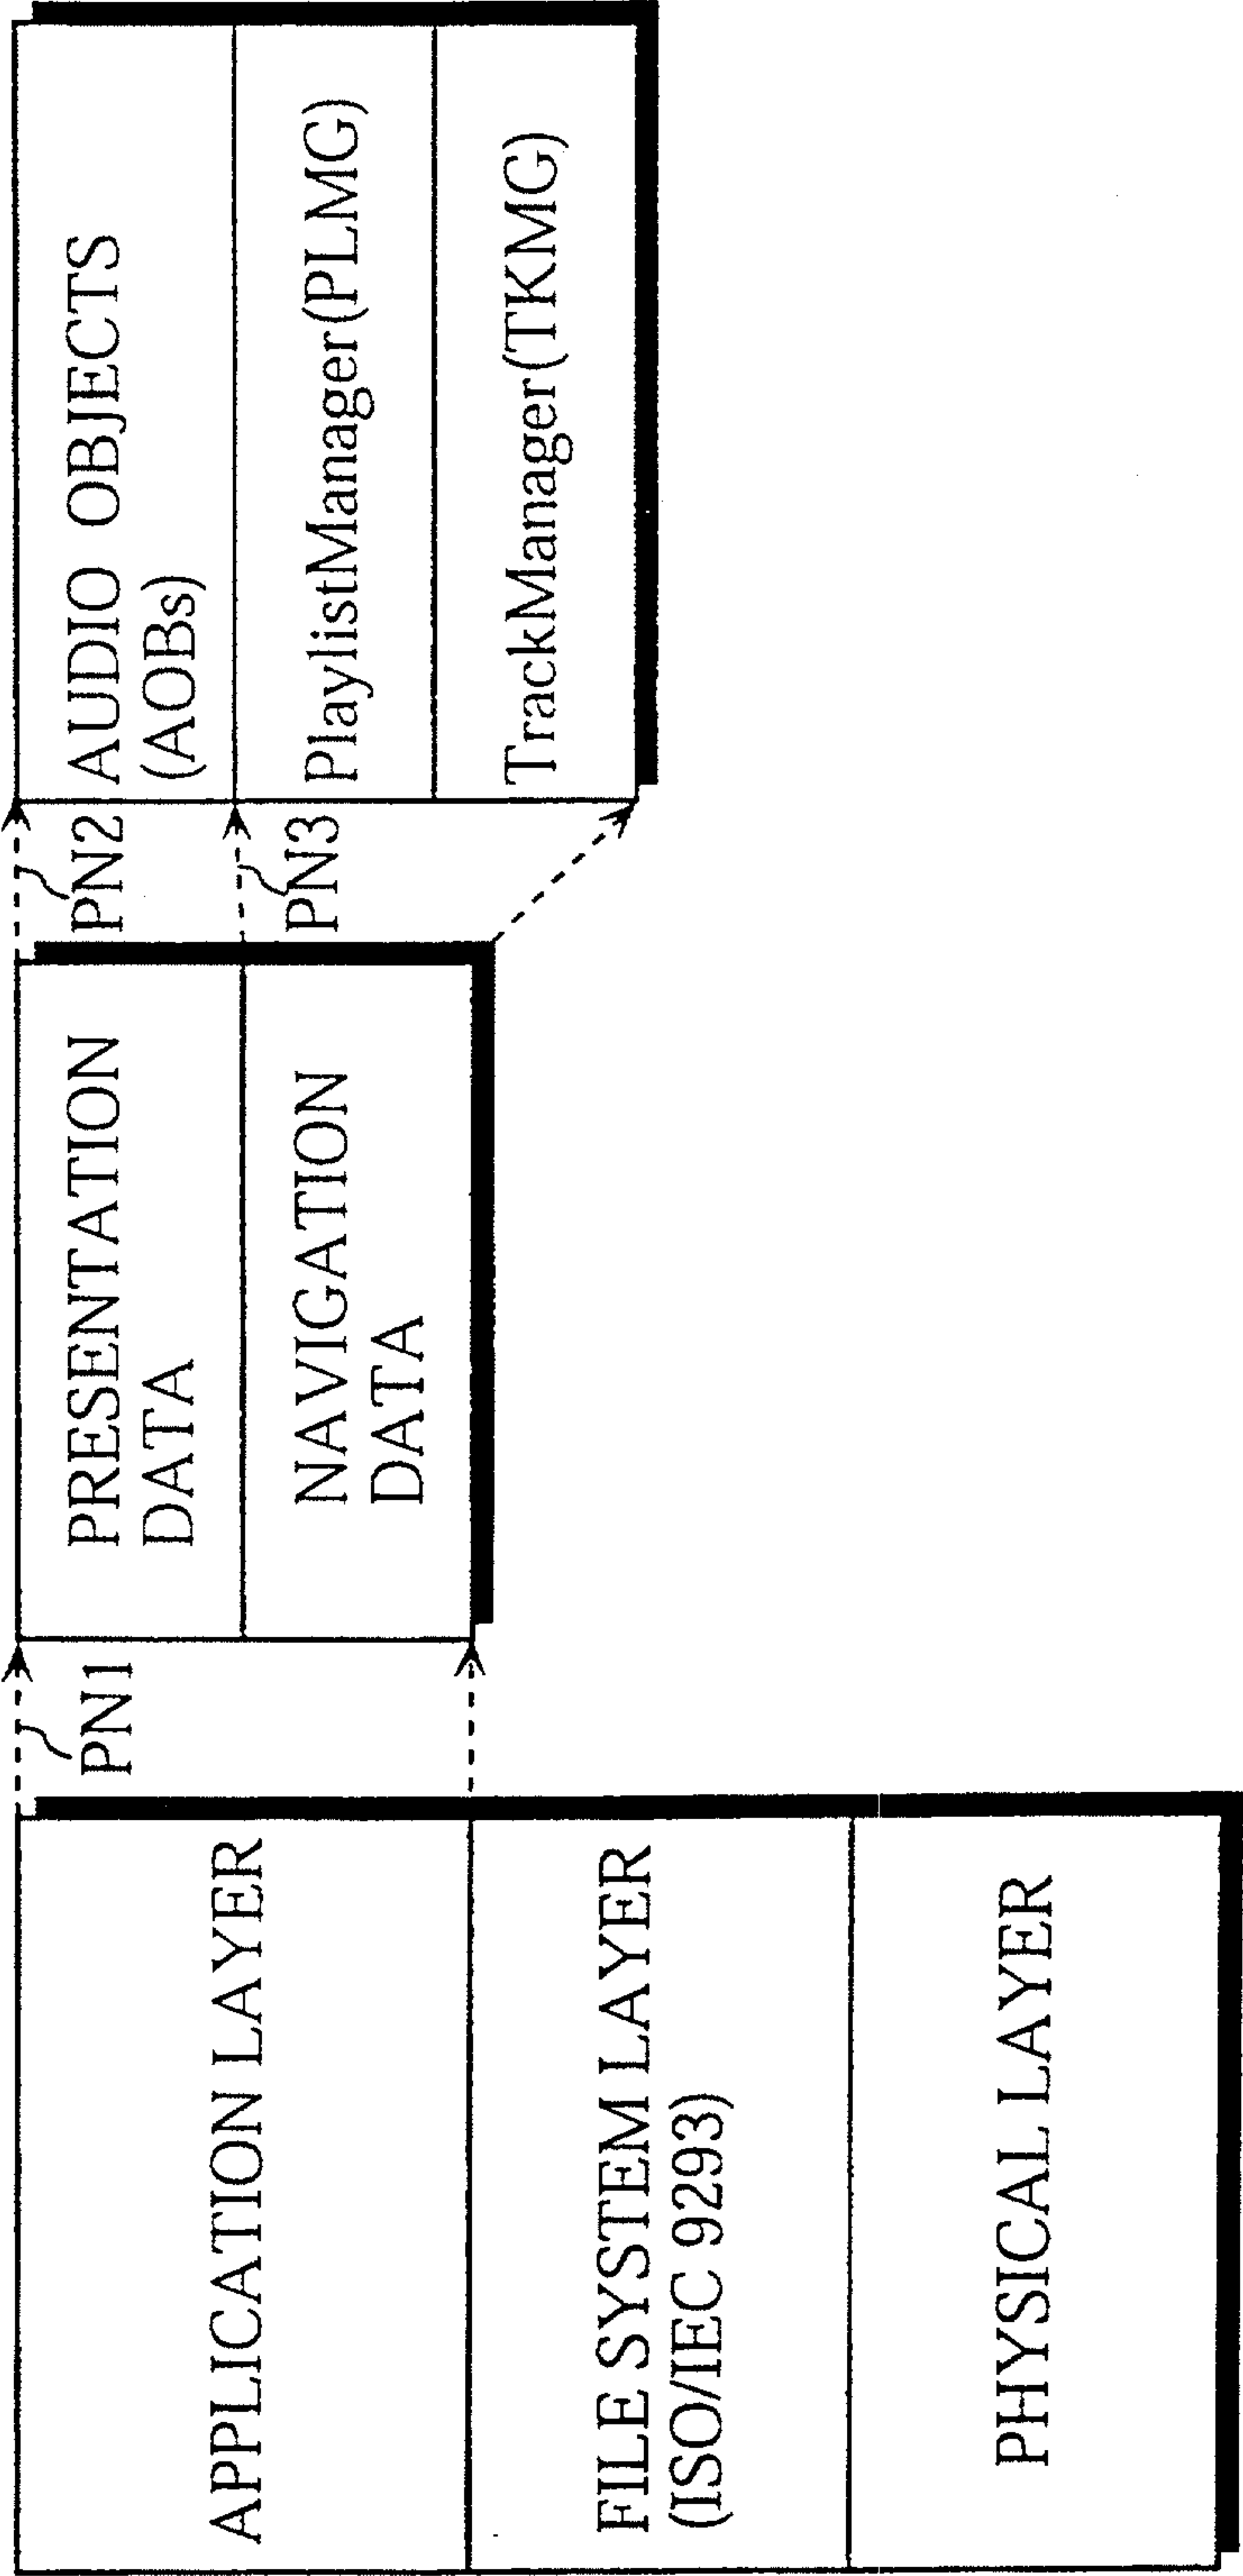 APPLICATION LAYER
FILE SYSTEM LAYER
(ISO/IEC 9293)
PHYSICAL LAYER
PN1
PRESENTATION
DATA
NAVIGATION
DATA
PN2
PN3
AUDIO OBJECTS
(AOBs)
PlaylistManager(PLMG)
TrackManager(TKMG)